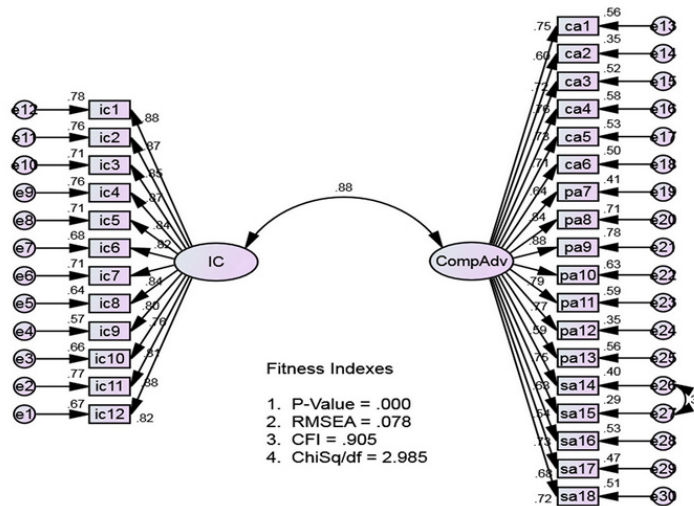 e12 .78 ic1 .88
e11 .76 ic2 .87
e10 .71 ic3 .85
e9 .76 ic4 .87
e8 .71 ic5 .84
e7 .68 ic6 .82
e6 .71 ic7 .84
e5 .64 ic8 .80
e4 .57 ic9 .76
e3 .66 ic10 .81
e2 .77 ic11 .88
e1 .67 ic12 .82
IC
.88
CompAdv
.75 ca1 .56 e13
.60 ca2 .35 e14
.72 ca3 .52 e15
.76 ca4 .58 e16
.73 ca5 .53 e17
.71 ca6 .50 e18
.64 pa7 .41 e19
.84 pa8 .71 e20
.88 pa9 .78 e21
.79 pa10 .63 e22
.77 pa11 .59 e23
.59 pa12 .35 e24
.75 pa13 .56 e25
.63 sa14 .40 e26
.54 sa15 .29 e27
.73 sa16 .53 e28
.68 sa17 .47 e29
.72 sa18 .51 e30
Fitness Indexes
1. P-Value = .000
2. RMSEA = .078
3. CFI = .905
4. ChiSq/df = 2.985